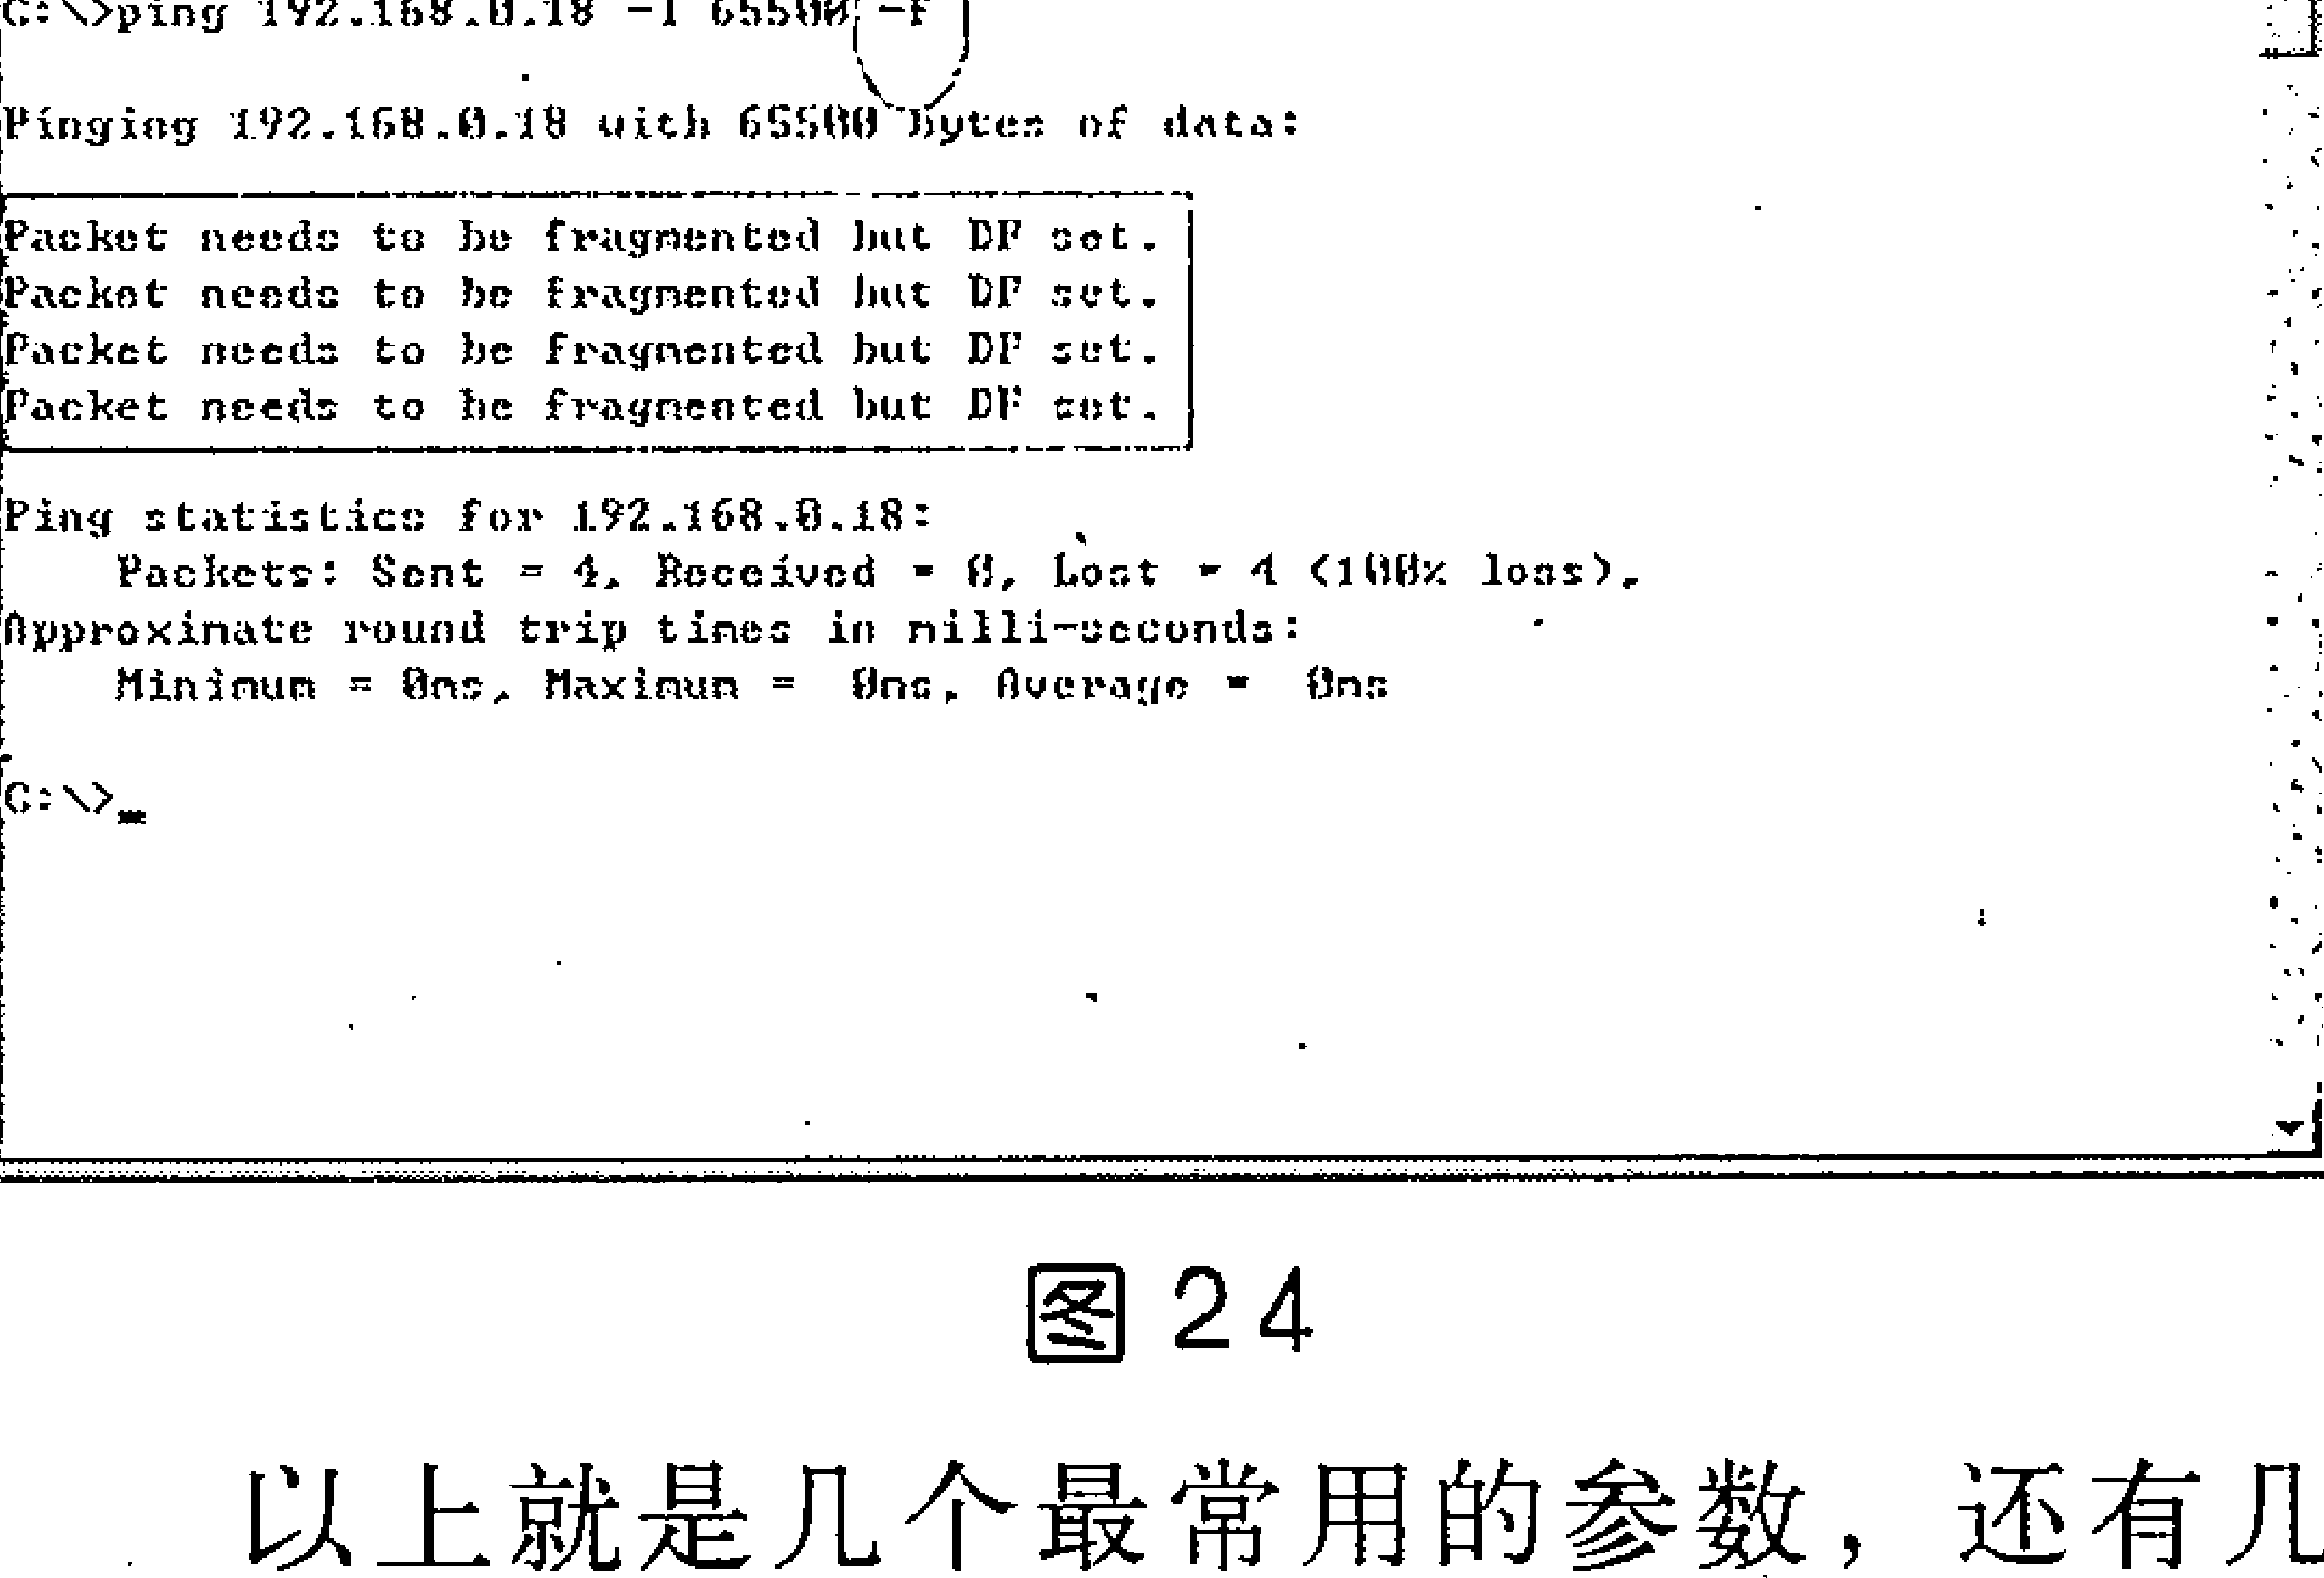 C:\>ping 192.168.0.18 -l 65500 -f
Pinging 192.168.0.18 with 65500 bytes of data:
Packet needs to be fragmented but DF set.
Packet needs to be fragmented but DF set.
Packet needs to be fragmented but DF set.
Packet needs to be fragmented but DF set.
Ping statistics for 192.168.0.18:
Packets: Sent = 4, Received = 0, Lost = 4 (100% loss),
Approximate round trip times in milli-seconds:
Minimum = 0ms, Maximum =  0ms, Average =  0ms
C:\>_
图 24
以上就是几个最常用的参数，还有几